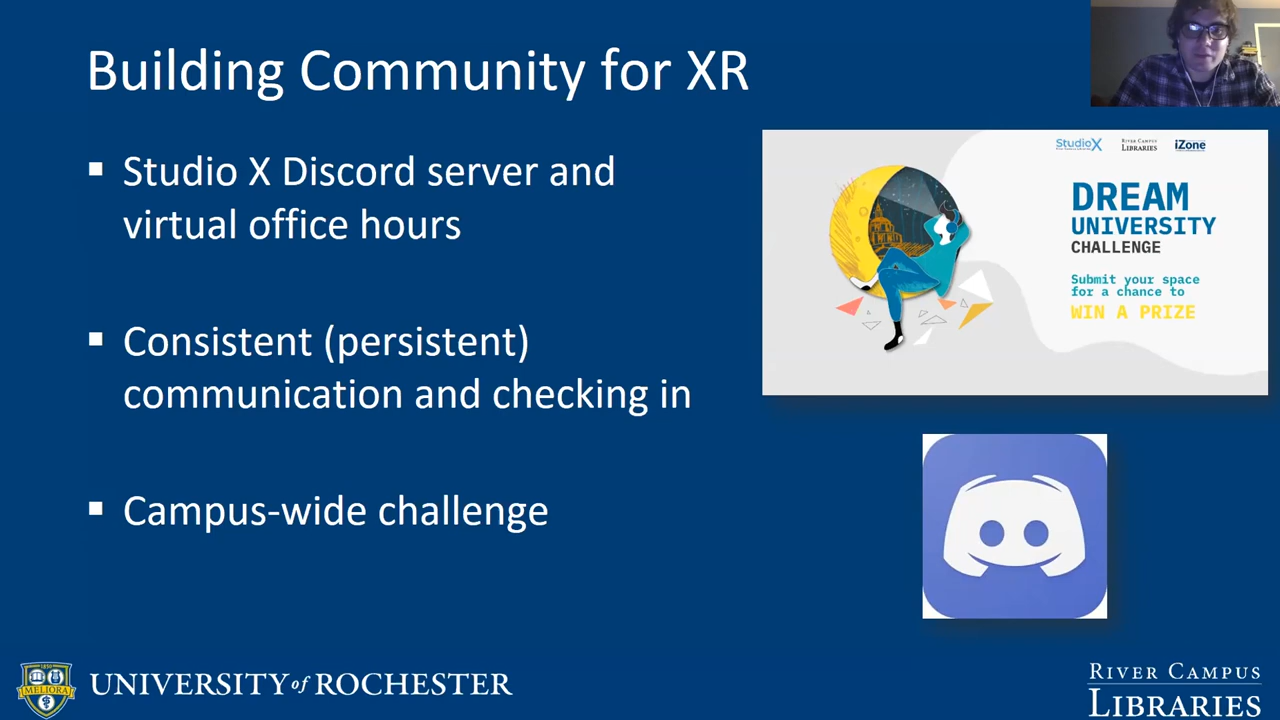 Building Community for XR
▪ Studio X Discord server and
virtual office hours
▪ Consistent (persistent)
communication and checking in
▪ Campus-wide challenge
StudioX
RIVER CAMPUS
LIBRARIES
iZone
DREAM
UNIVERSITY
CHALLENGE
Submit your space
for a chance to
WIN A PRIZE
1850
MELIORA
UNIVERSITY of ROCHESTER
RIVER CAMPUS
LIBRARIES